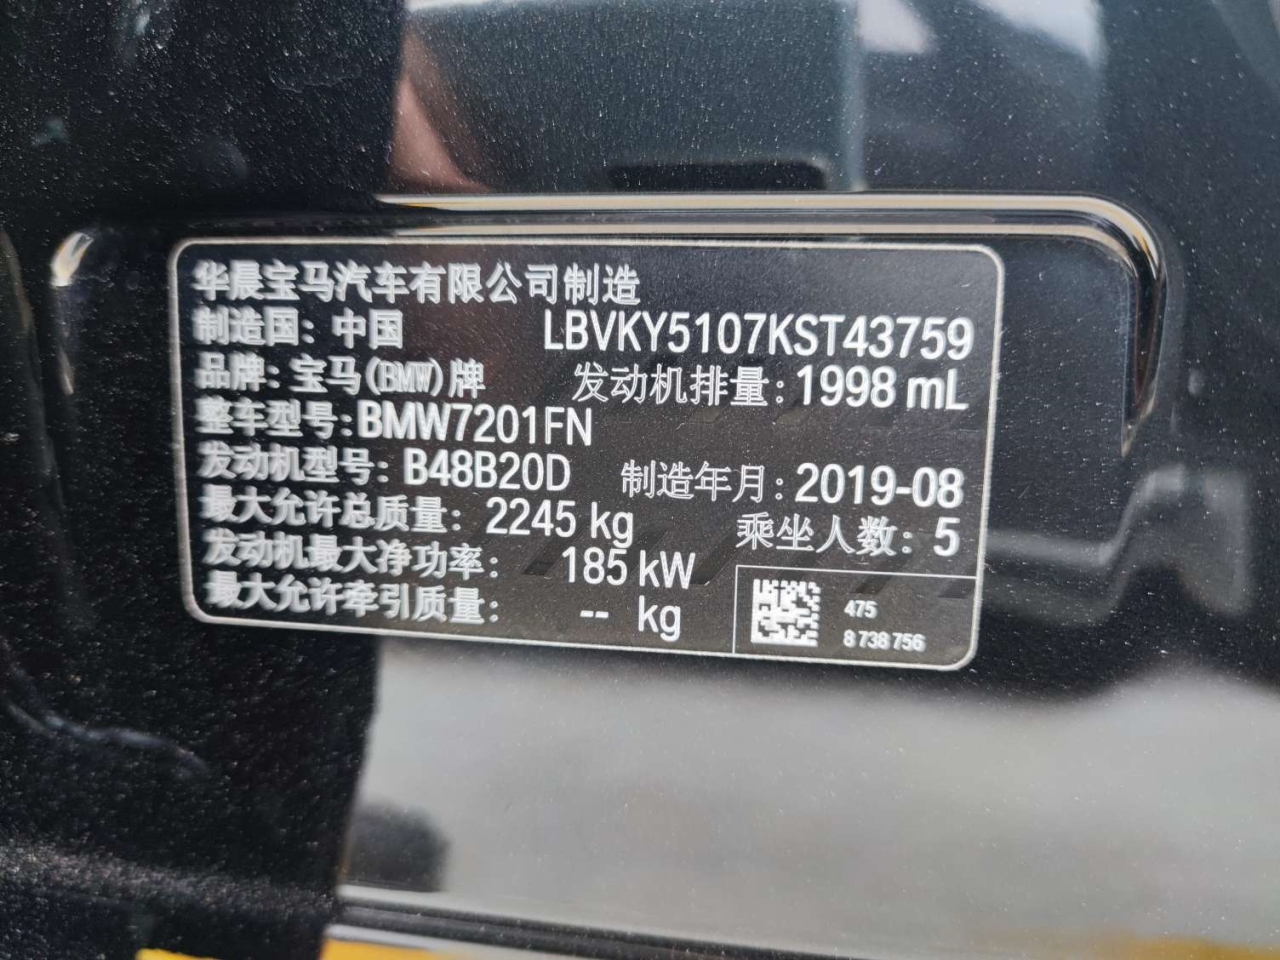 华晨宝马汽车有限公司制造
制造国: 中国 LBVKY5107KST43759
品牌: 宝马(BMW)牌 发动机排量: 1998 mL
整车型号: BMW7201FN
发动机型号: B48B20D 制造年月: 2019-08
最大允许总质量: 2245 kg 乘坐人数: 5
发动机最大净功率: 185 kW
最大允许牵引质量: -- kg
475
8 738 756